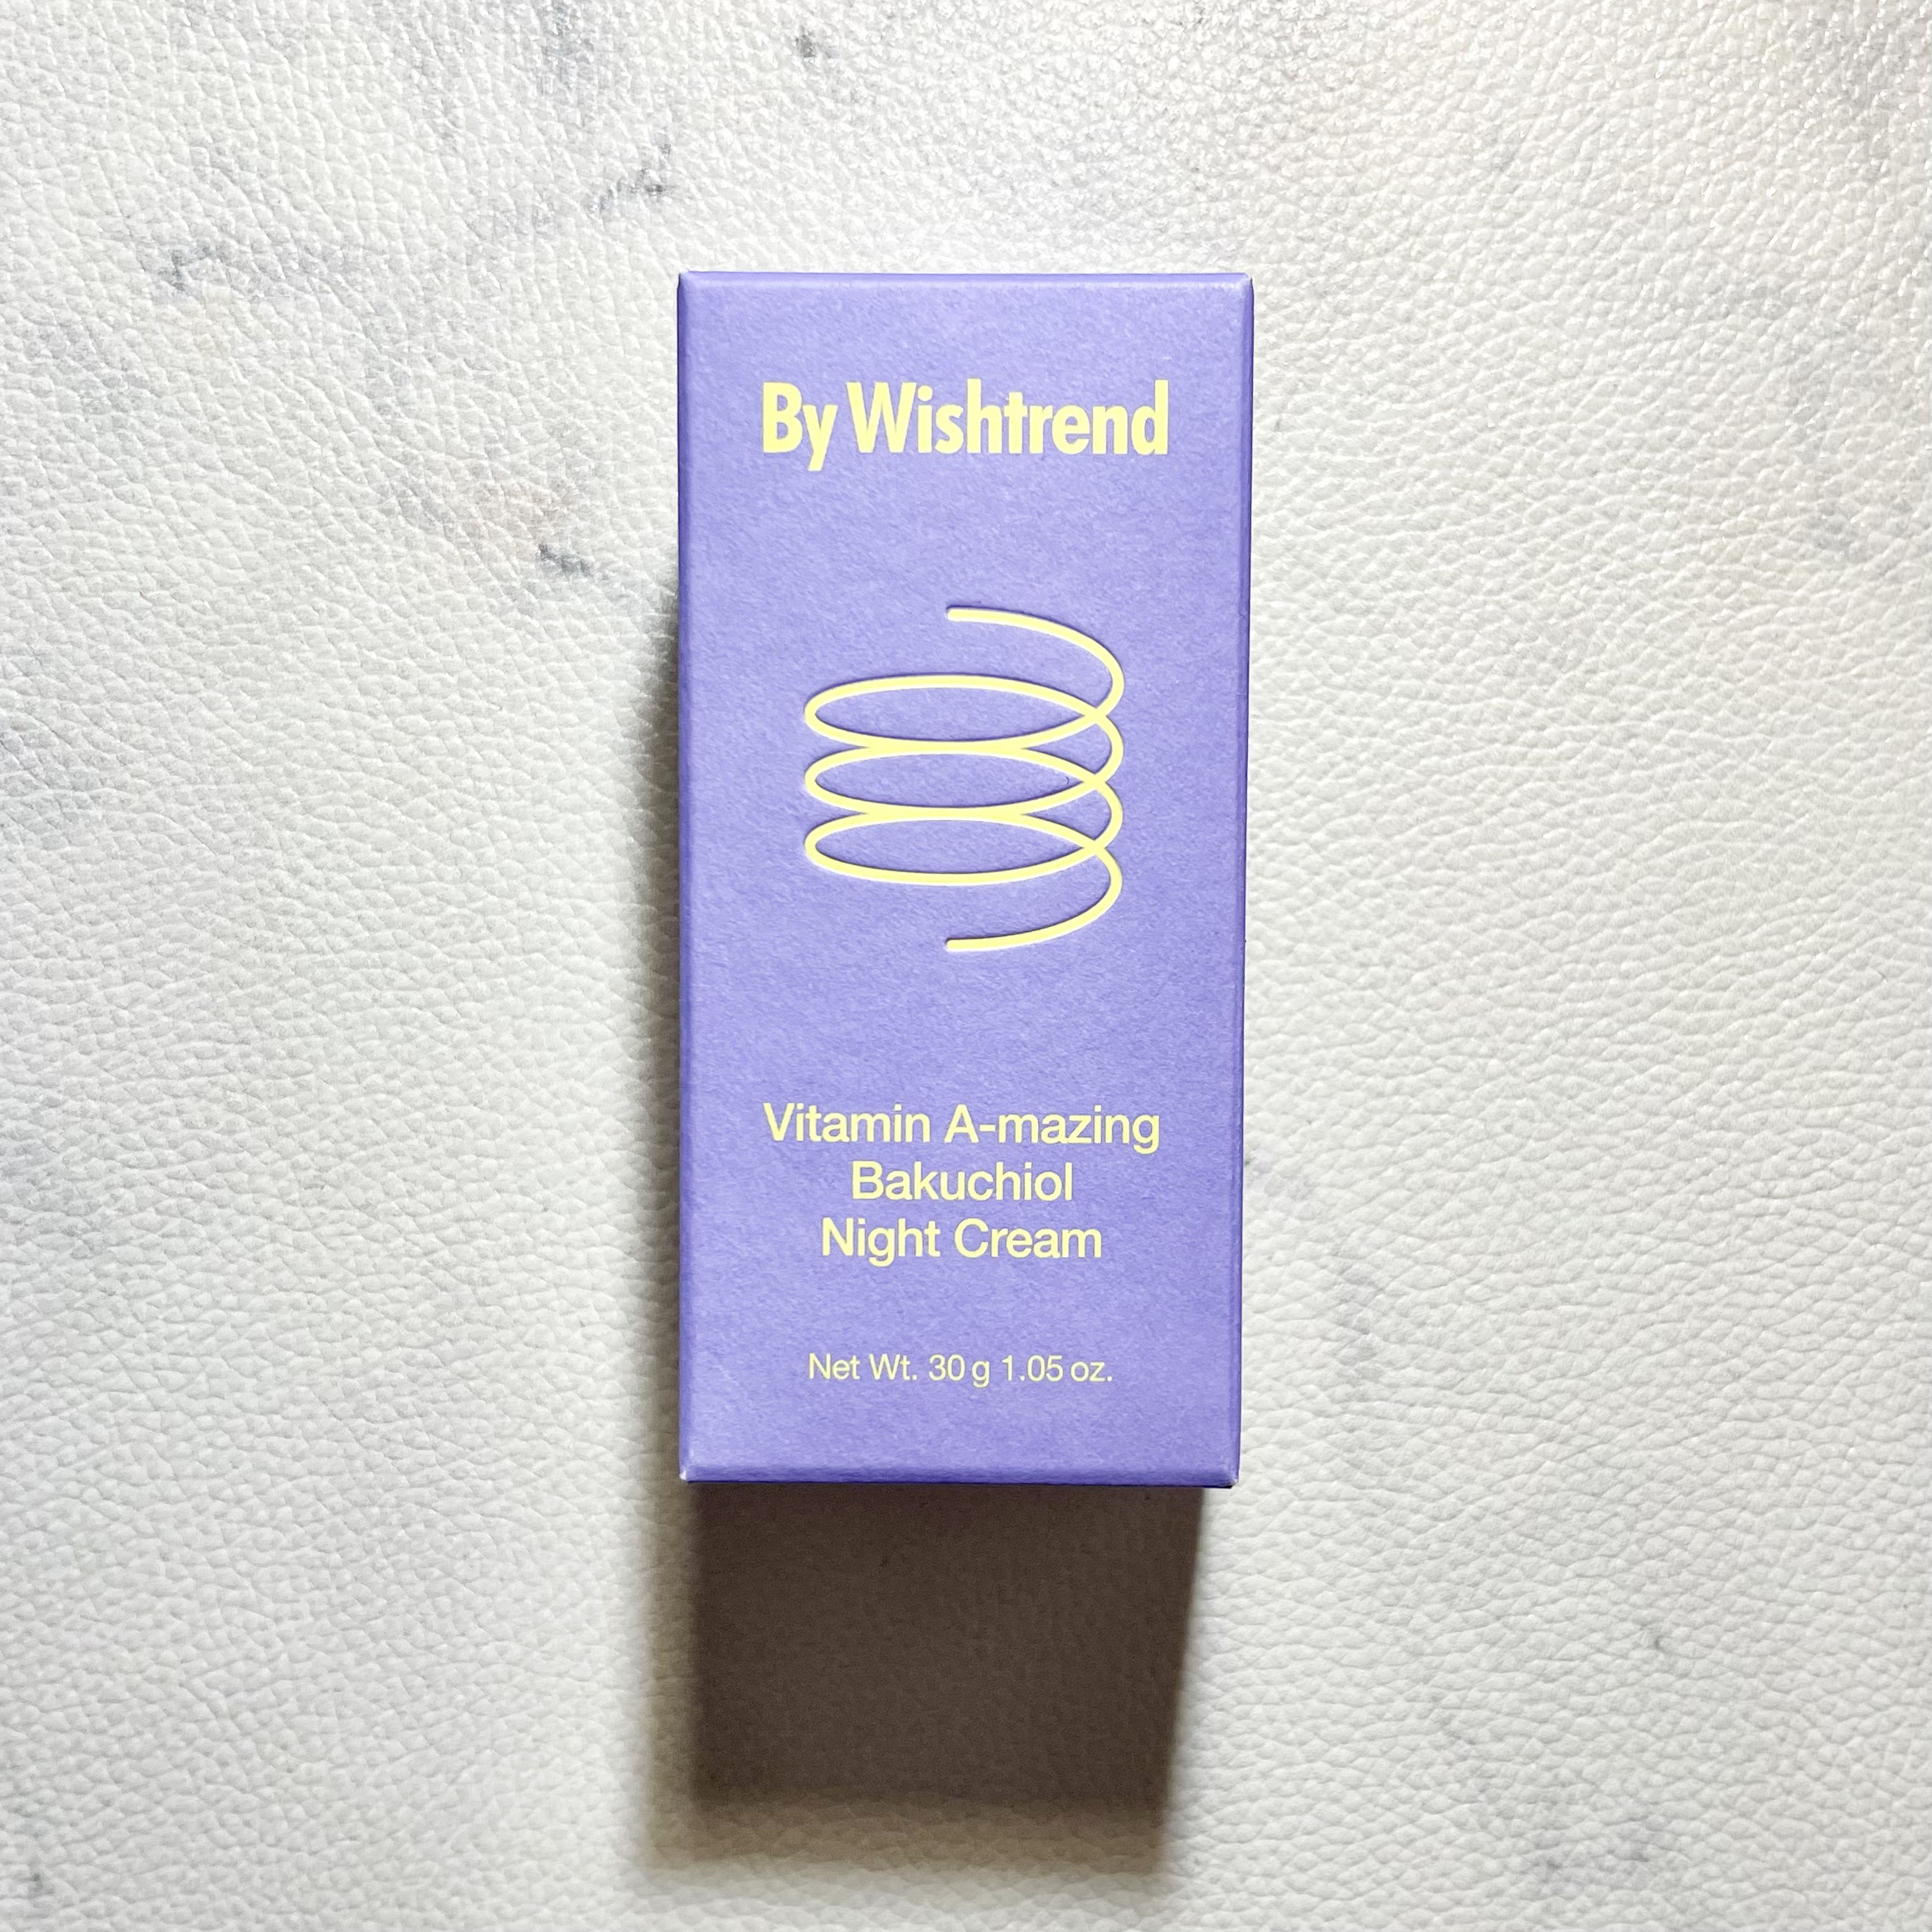 By Wishtrend
Vitamin A-mazing
Bakuchiol
Night Cream
Net Wt. 30 g 1.05 oz.